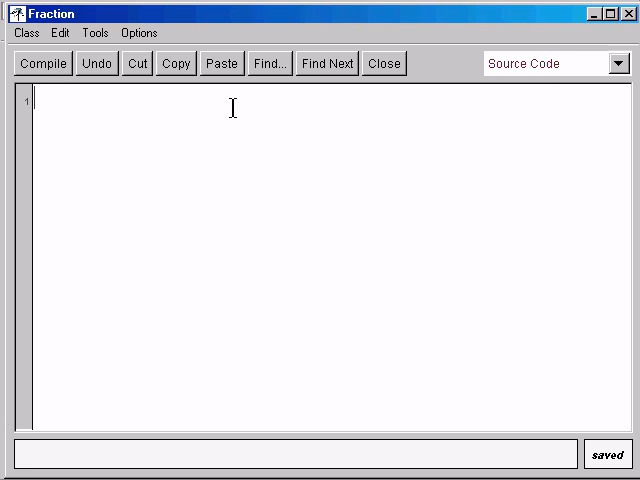 Fraction
Class Edit Tools Options
Compile Undo Cut Copy Paste Find... Find Next Close Source Code
1
saved